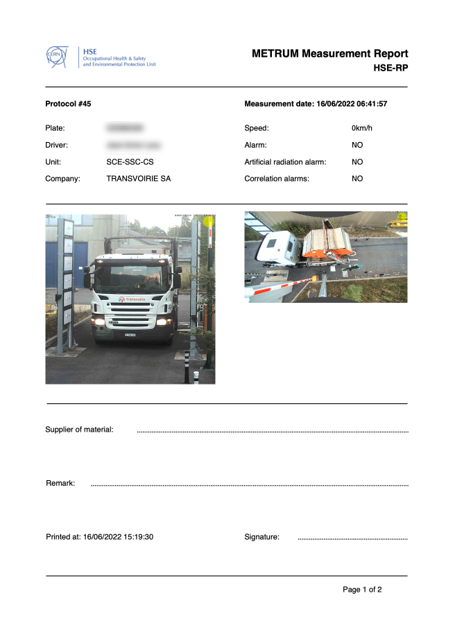 CERN
HSE
Occupational Health & Safety
and Environmental Protection Unit
METRUM Measurement Report
HSE-RP
Protocol #45
Measurement date: 16/06/2022 06:41:57
Plate:
Speed: 0km/h
Driver:
Alarm: NO
Unit: SCE-SSC-CS
Artificial radiation alarm: NO
Company: TRANSVOIRIE SA
Correlation alarms: NO
Supplier of material:
Remark:
Printed at: 16/06/2022 15:19:30
Signature:
Page 1 of 2